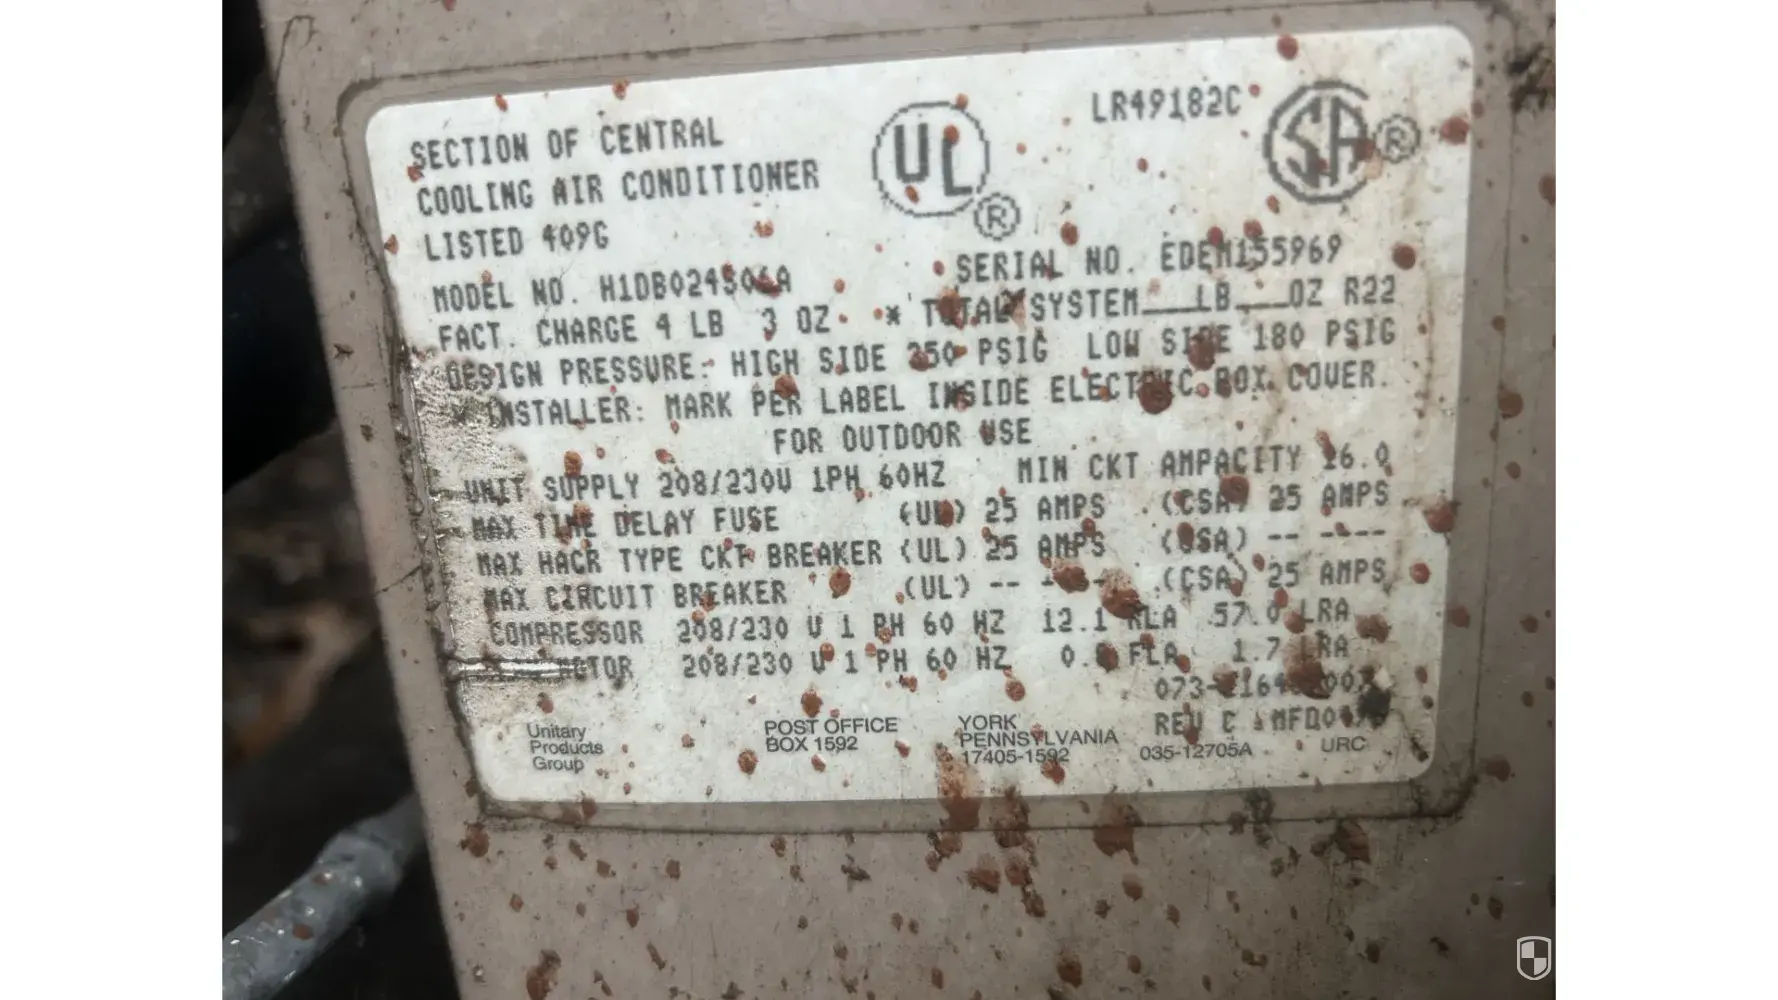 SECTION OF CENTRAL
COOLING AIR CONDITIONER
LISTED 409G
UL
®
LR49182C
SA
®
MODEL NO. H1DB024S06A
SERIAL NO. EDEM155969
FACT. CHARGE 4 LB 3 OZ * TOTAL SYSTEM___LB___OZ R22
DESIGN PRESSURE: HIGH SIDE 350 PSIG LOW SIDE 180 PSIG
* INSTALLER: MARK PER LABEL INSIDE ELECTRIC BOX COVER.
FOR OUTDOOR USE
UNIT SUPPLY 208/230V 1PH 60HZ MIN CKT AMPACITY 16.0
MAX TIME DELAY FUSE (UL) 25 AMPS (CSA) 25 AMPS
MAX HACR TYPE CKT BREAKER (UL) 25 AMPS (CSA) -- ----
MAX CIRCUIT BREAKER (UL) -- ---- (CSA) 25 AMPS
COMPRESSOR 208/230 V 1 PH 60 HZ 12.1 RLA 57.0 LRA
MOTOR 208/230 V 1 PH 60 HZ FLA 1.7 LRA
REV C
Unitary
Products
Group
POST OFFICE
BOX 1592
YORK
PENNSYLVANIA
17405-1592
035-12705A
URC